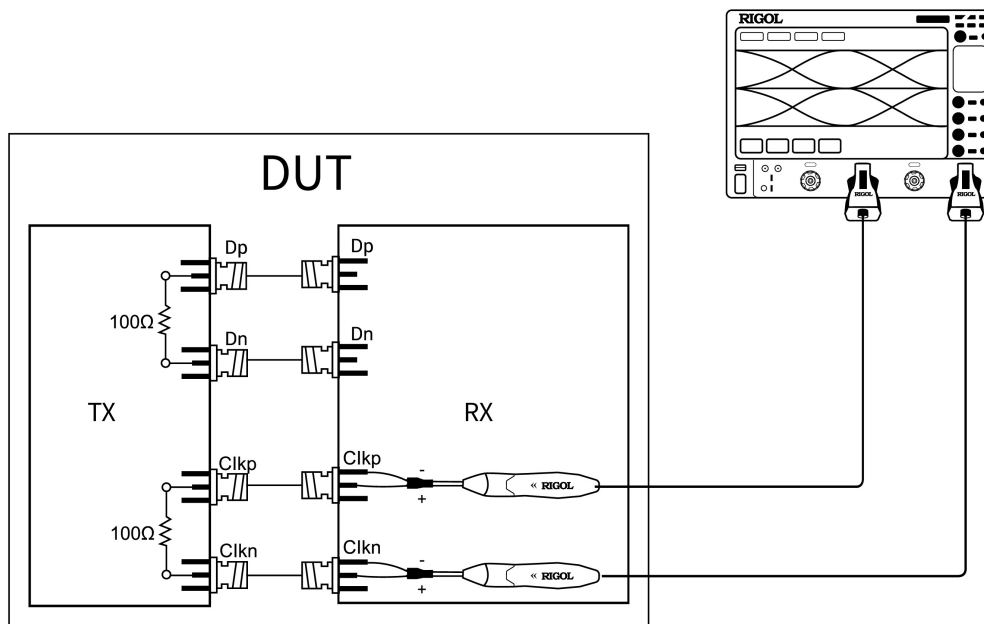 RIGOL
DUT
RIGOL
RIGOL
Dp
Dp
100Ω
Dn
Dn
TX
RX
Clkp
Clkp
-
« RIGOL
+
100Ω
Clkn
Clkn
-
« RIGOL
+